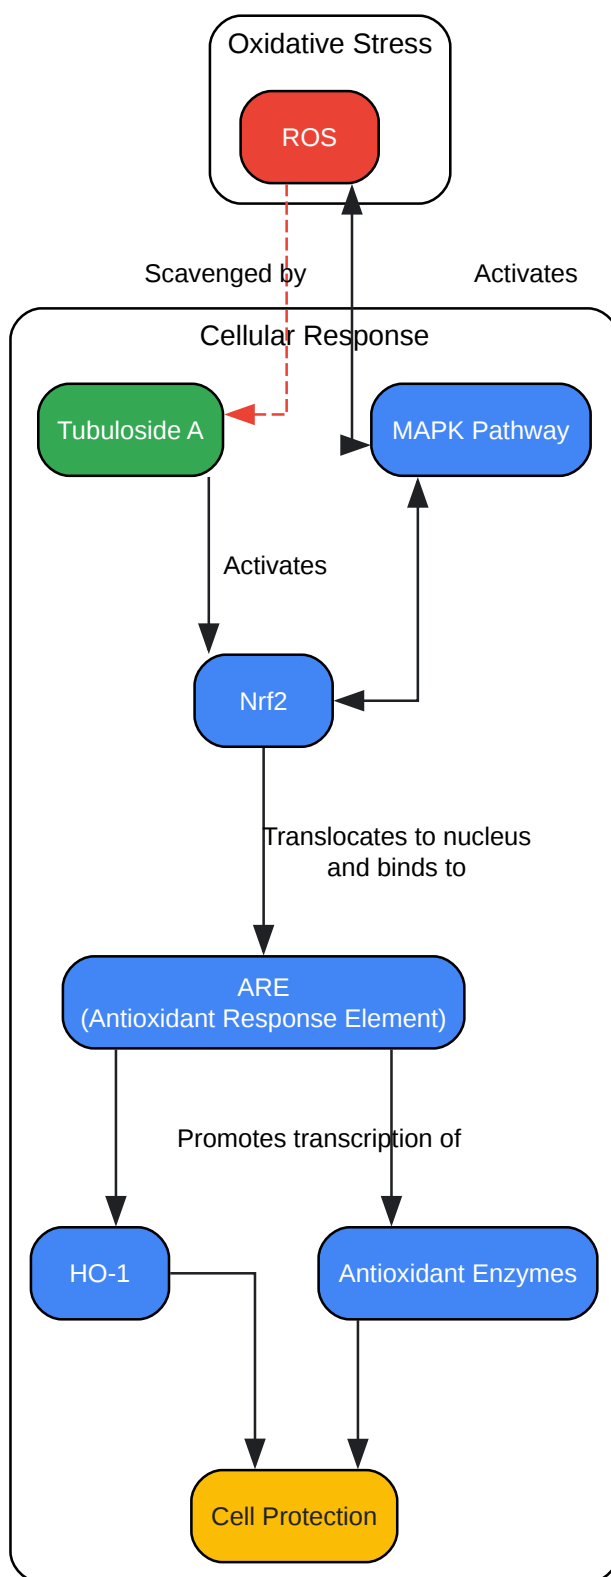 Oxidative Stress
ROS
Scavenged by
Activates
Cellular Response
Tubuloside A
MAPK Pathway
Activates
Nrf2
Translocates to nucleus
and binds to
ARE
(Antioxidant Response Element)
Promotes transcription of
HO-1
Antioxidant Enzymes
Cell Protection